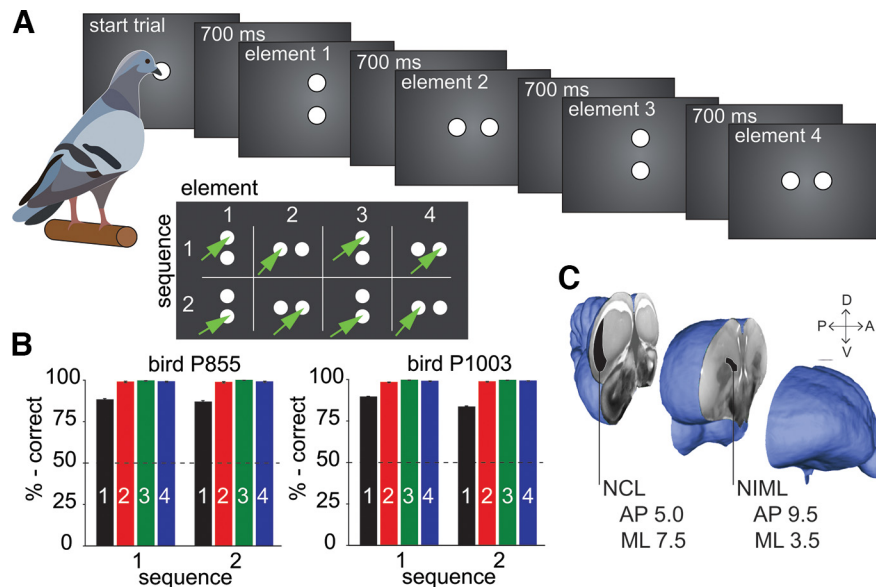 A
start trial
700 ms
element 1
700 ms
element 2
700 ms
element 3
700 ms
element 4
element
1 2 3 4
sequence
1
2
B
bird P855
bird P1003
% - correct
100
75
50
25
0
1 2 3 4
1 2 3 4
1 2
sequence
% - correct
100
75
50
25
0
1 2 3 4
1 2 3 4
1 2
sequence
C
D
P A
V
NCL
AP 5.0
ML 7.5
NIML
AP 9.5
ML 3.5